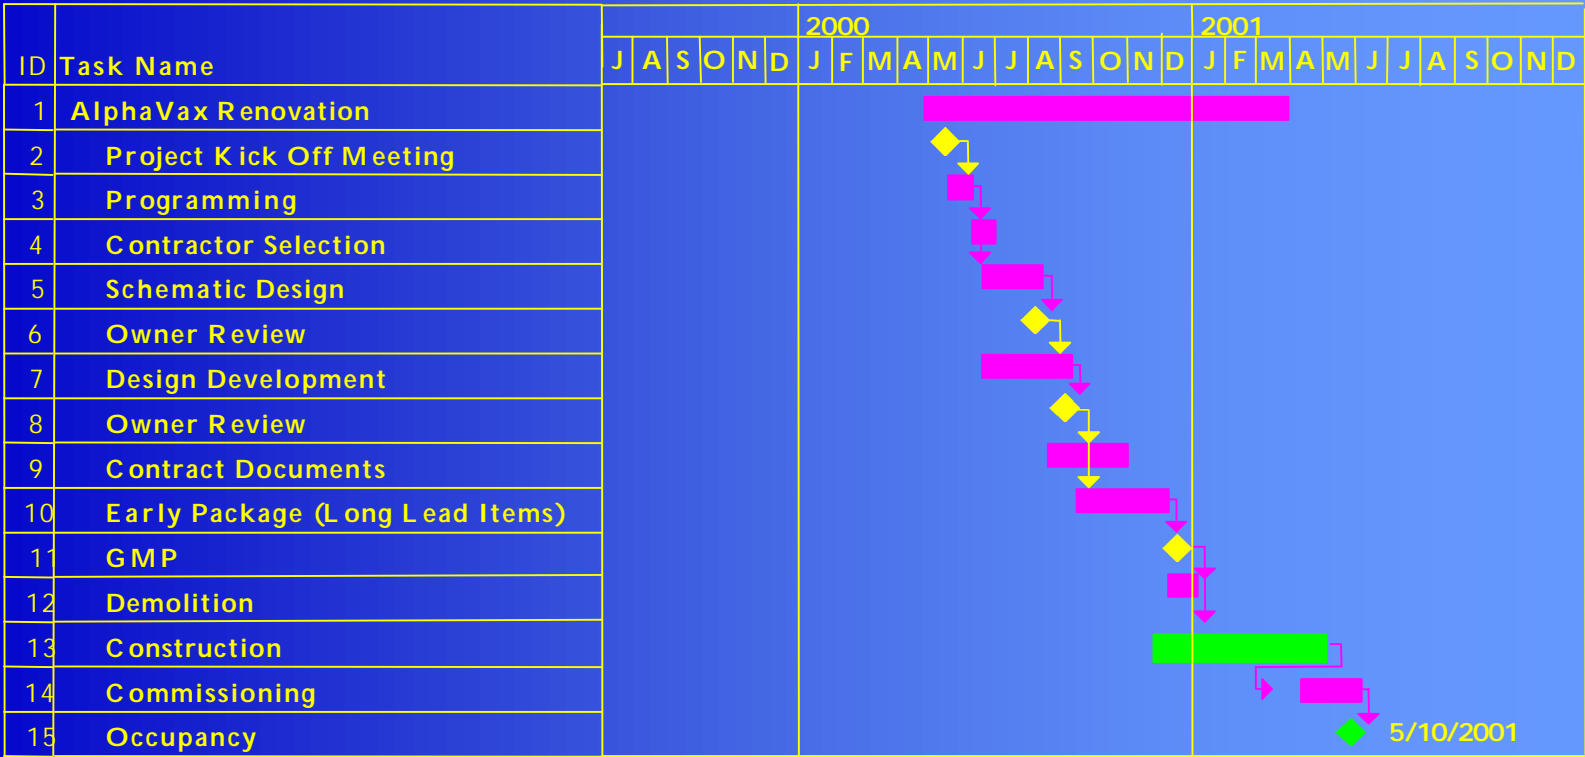 2000 2001
ID Task Name J A S O N D J F M A M J J A S O N D J F M A M J J A S O N D
1 AlphaVax Renovation
2 Project Kick Off Meeting
3 Programming
4 Contractor Selection
5 Schematic Design
6 Owner Review
7 Design Development
8 Owner Review
9 Contract Documents
10 Early Package (Long Lead Items)
11 GMP
12 Demolition
13 Construction
14 Commissioning
15 Occupancy 5/10/2001